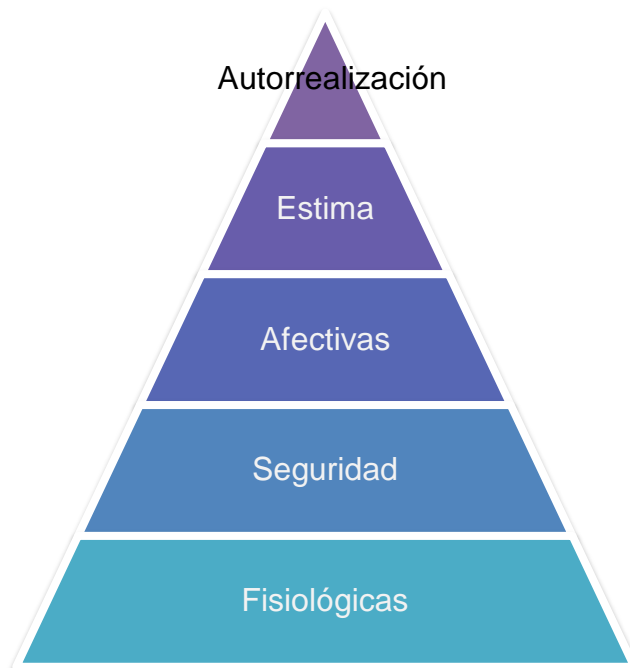 Autorrealización
Estima
Afectivas
Seguridad
Fisiológicas